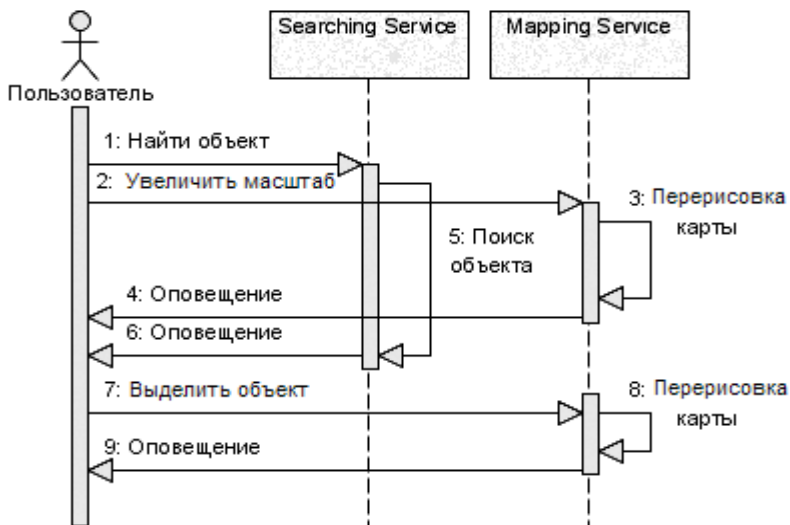 Searching Service
Mapping Service
Пользователь
1: Найти объект
2: Увеличить масштаб
3: Перерисовка
карты
5: Поиск
объекта
4: Оповещение
6: Оповещение
7: Выделить объект
8: Перерисовка
карты
9: Оповещение